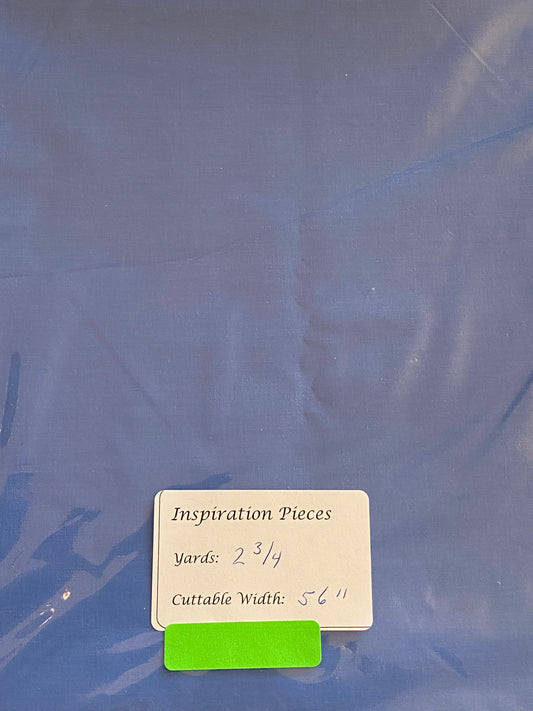 Inspiration Pieces
Yards: 2 3/4
Cuttable Width: 56"